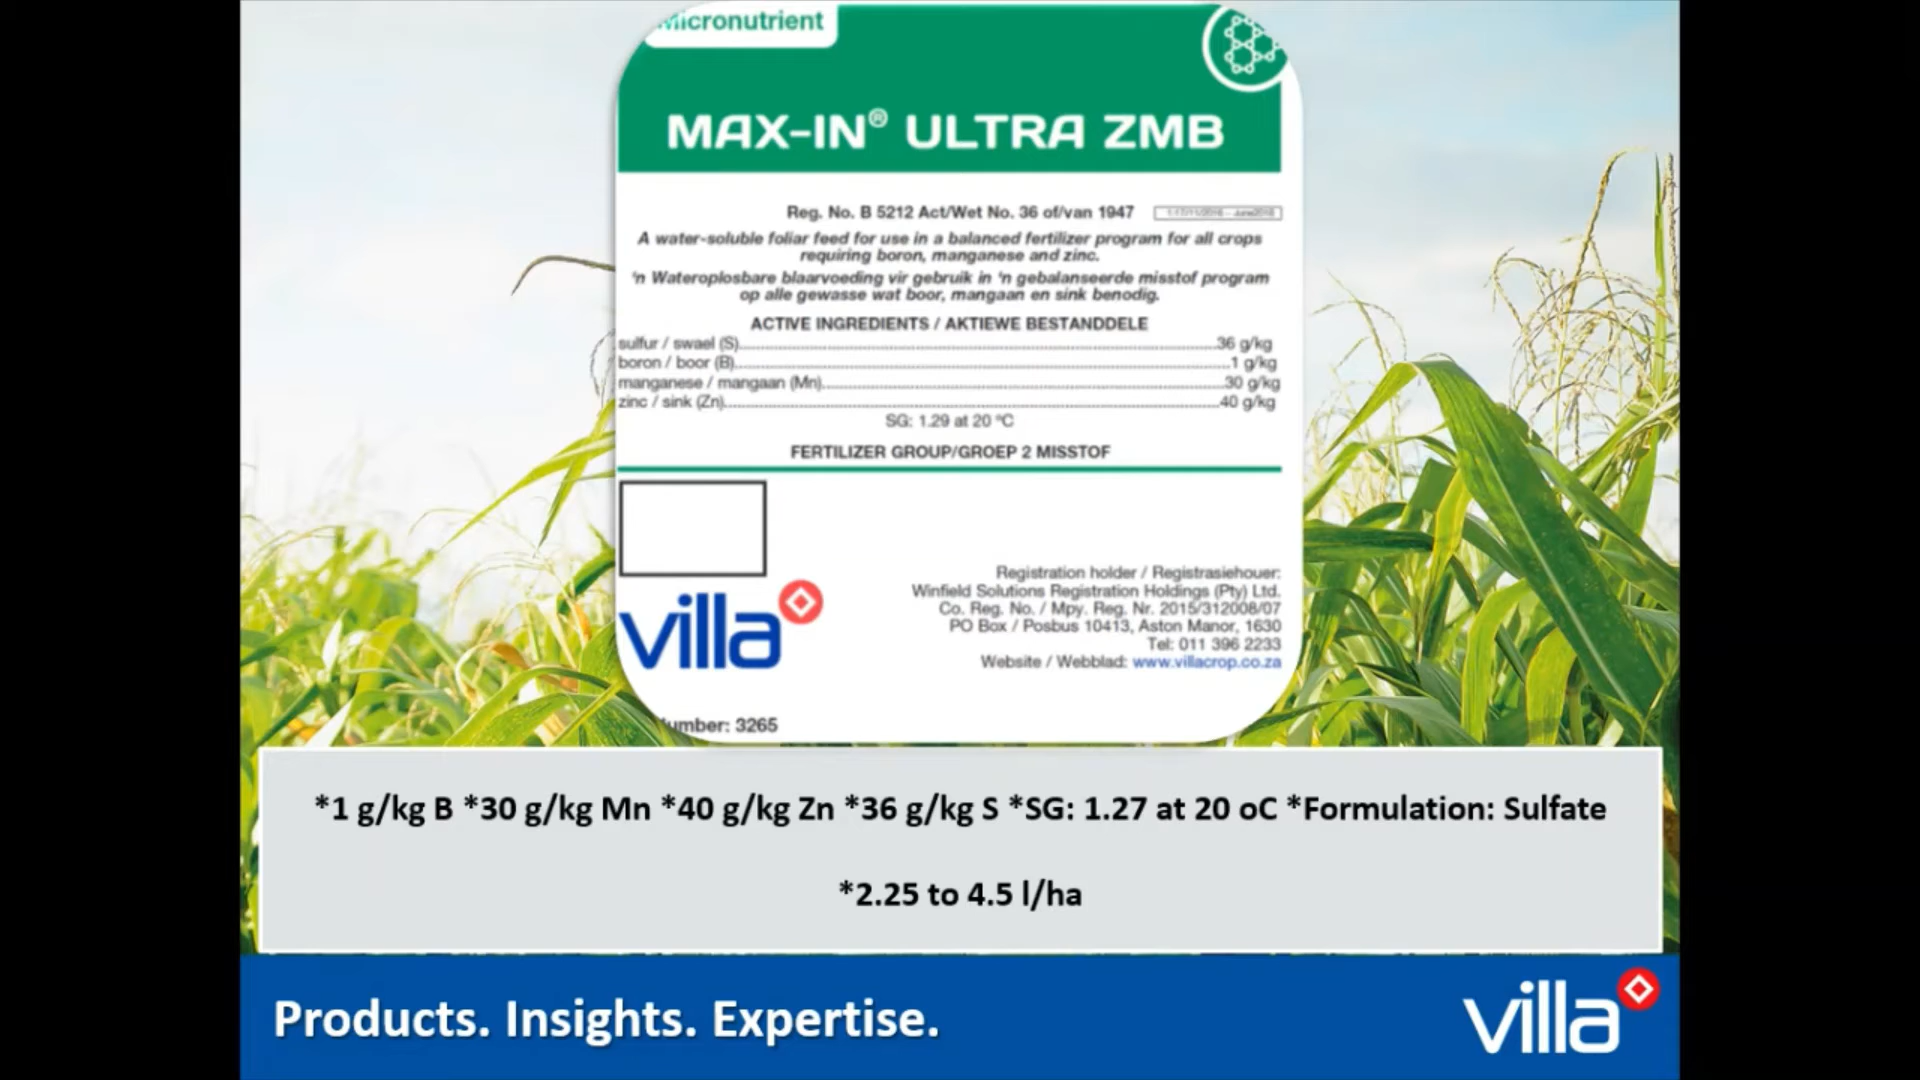 Micronutrient
MAX-IN® ULTRA ZMB
Reg. No. B 5212 Act/Wet No. 36 of/van 1947
A water-soluble foliar feed for use in a balanced fertilizer program for all crops
requiring boron, manganese and zinc.
'n Wateroplosbare blaarvoeding vir gebruik in 'n gebalanseerde misstof program
op alle gewasse wat boor, mangaan en sink benodig.
ACTIVE INGREDIENTS / AKTIEWE BESTANDDELE
sulfur / swael (S)..........36 g/kg
boron / boor (B)..........1 g/kg
manganese / mangaan (Mn)..........30 g/kg
zinc / sink (Zn)..........40 g/kg
SG: 1.29 at 20 °C
FERTILIZER GROUP/GROEP 2 MISSTOF
Registration holder / Registrasiehouer:
Winfield Solutions Registration Holdings (Pty) Ltd.
Co. Reg. No. / Mpy. Reg. Nr. 2015/312008/07
PO Box / Posbus 10413, Aston Manor, 1630
Tel: 011 396 2233
Website / Webblad: www.villacrop.co.za
villa
umber: 3265
*1 g/kg B *30 g/kg Mn *40 g/kg Zn *36 g/kg S *SG: 1.27 at 20 oC *Formulation: Sulfate
*2.25 to 4.5 l/ha
Products. Insights. Expertise.
villa